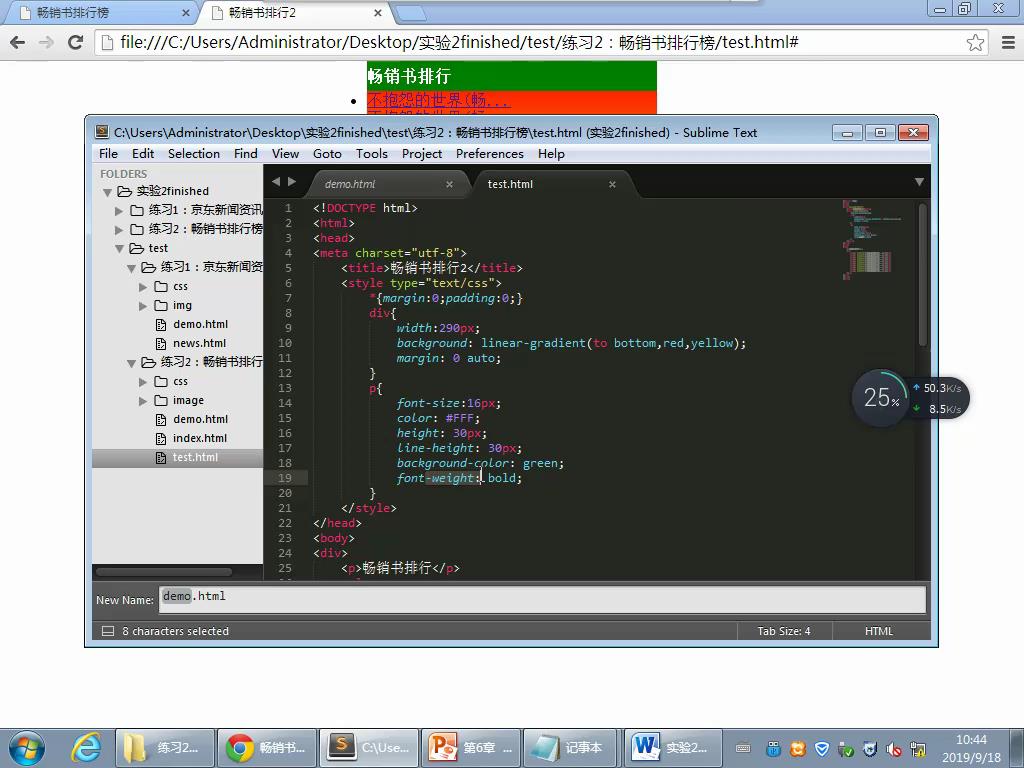 畅销书排行榜
畅销书排行2
file:///C:/Users/Administrator/Desktop/实验2finished/test/练习2：畅销书排行榜/test.html#
畅销书排行
不抱怨的世界(畅...
C:\Users\Administrator\Desktop\实验2finished\test\练习2：畅销书排行榜\test.html (实验2finished) - Sublime Text
File Edit Selection Find View Goto Tools Project Preferences Help
FOLDERS
实验2finished
练习1：京东新闻资讯
练习2：畅销书排行榜
test
练习1：京东新闻资
css
img
demo.html
news.html
练习2：畅销书排行
css
image
demo.html
index.html
test.html
demo.html
test.html
1 <!DOCTYPE html>
2 <html>
3 <head>
4 <meta charset="utf-8">
5 <title>畅销书排行2</title>
6 <style type="text/css">
7 *{margin:0;padding:0;}
8 div{
9 width:290px;
10 background: linear-gradient(to bottom,red,yellow);
11 margin: 0 auto;
12 }
13 p{
14 font-size:16px;
15 color: #FFF;
16 height: 30px;
17 line-height: 30px;
18 background-color: green;
19 font-weight: bold;
20 }
21 </style>
22 </head>
23 <body>
24 <div>
25 <p>畅销书排行</p>
25%
50.3K/s
8.5K/s
New Name: demo.html
8 characters selected
Tab Size: 4
HTML
练习2...
畅销书...
C:\Use...
第6章 ...
记事本
实验2...
10:44
2019/9/18